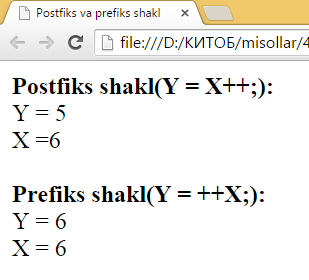 Postfiks va prefiks shakl
file:///D:/КИТОБ/misollar/4
Postfiks shakl(Y = X++;):
Y = 5
X =6
Prefiks shakl(Y = ++X;):
Y = 6
X = 6